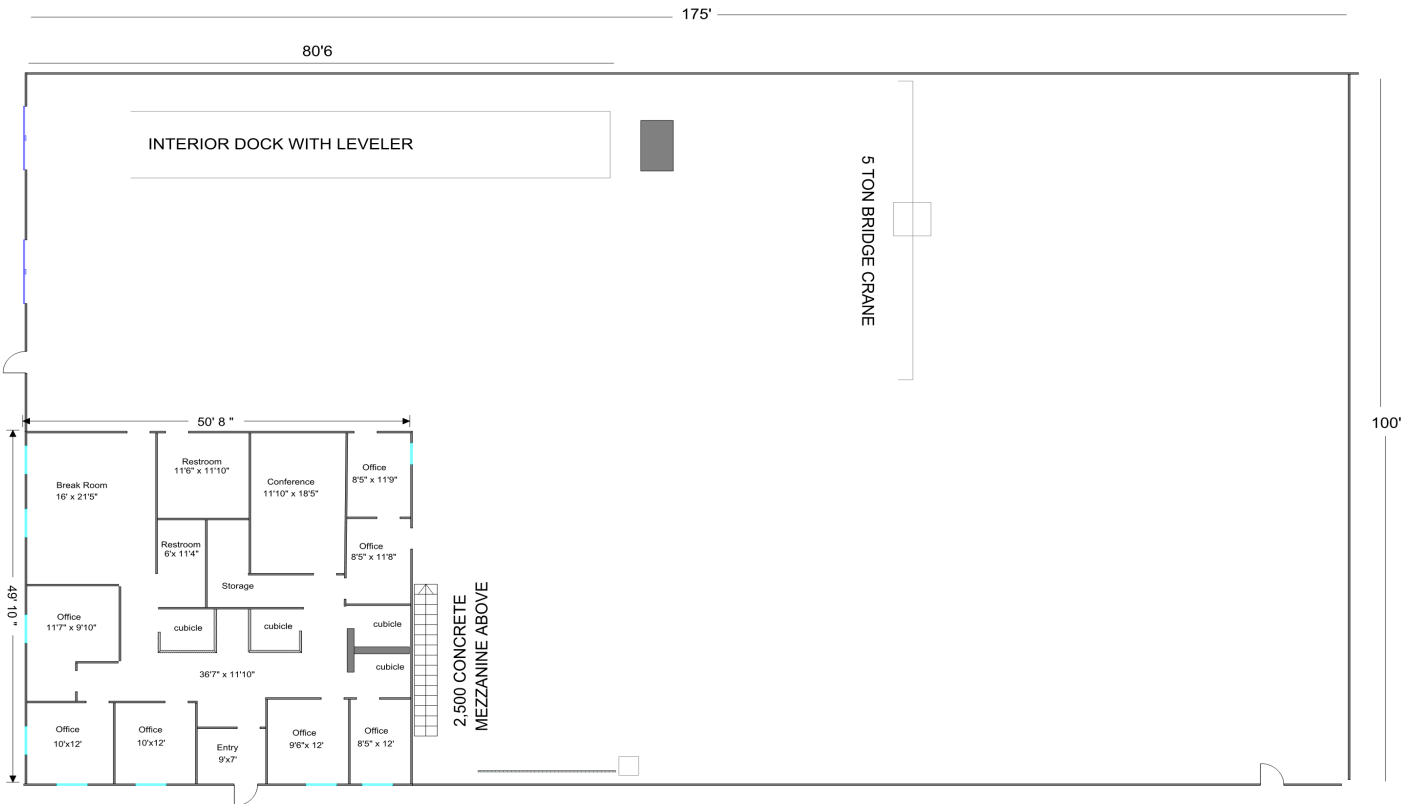 175'
80'6
INTERIOR DOCK WITH LEVELER
5 TON BRIDGE CRANE
100'
50' 8 "
49' 10 "
Break Room
16' x 21'5"
Restroom
11'6" x 11'10"
Conference
11'10" x 18'5"
Office
8'5" x 11'9"
Restroom
6'x 11'4"
Office
8'5" x 11'8"
Storage
Office
11'7" x 9'10"
cubicle
cubicle
cubicle
cubicle
36'7" x 11'10"
2,500 CONCRETE
MEZZANINE ABOVE
Office
10'x12'
Office
10'x12'
Entry
9'x7'
Office
9'6"x 12'
Office
8'5" x 12'